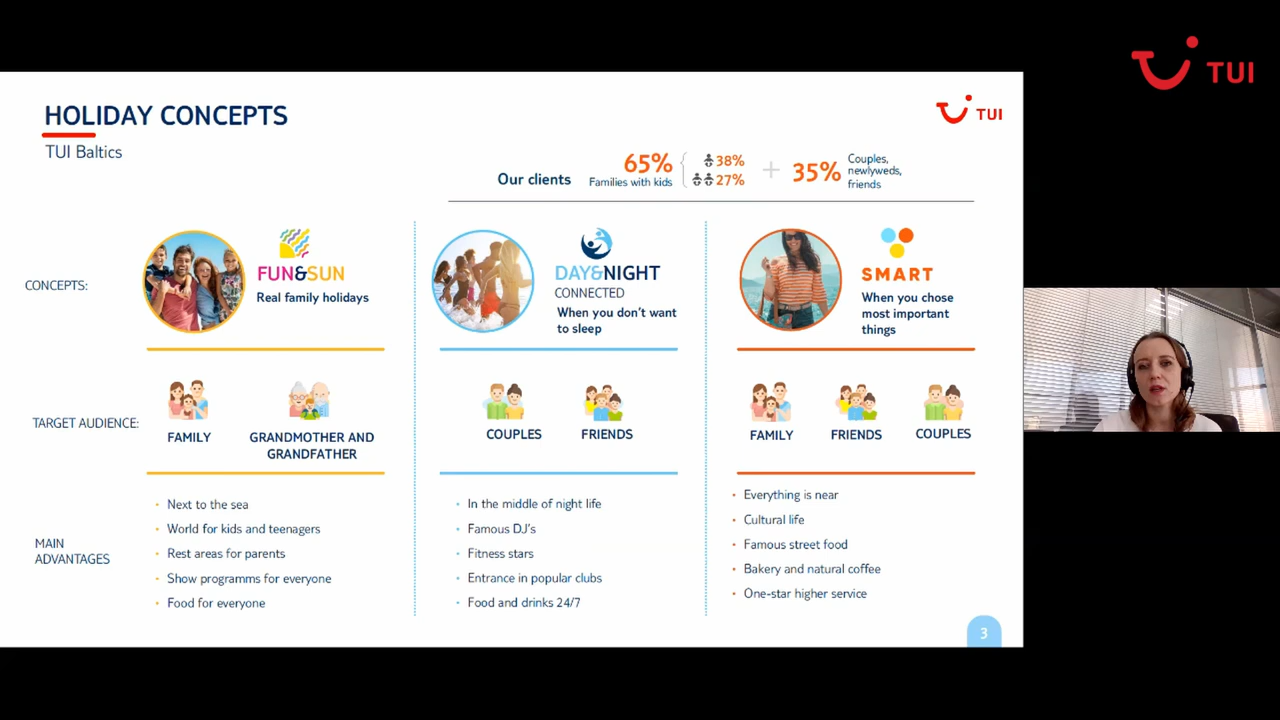 TUI
HOLIDAY CONCEPTS
TUI
TUI Baltics
Our clients
65%
Families with kids
38%
27%
+
35%
Couples,
newlyweds,
friends
CONCEPTS:
FUN&SUN
Real family holidays
DAY&NIGHT
CONNECTED
When you don't want
to sleep
SMART
When you chose
most important
things
TARGET AUDIENCE:
FAMILY
GRANDMOTHER AND
GRANDFATHER
COUPLES
FRIENDS
FAMILY
FRIENDS
COUPLES
MAIN
ADVANTAGES
• Next to the sea
• World for kids and teenagers
• Rest areas for parents
• Show programms for everyone
• Food for everyone
• In the middle of night life
• Famous DJ's
• Fitness stars
• Entrance in popular clubs
• Food and drinks 24/7
• Everything is near
• Cultural life
• Famous street food
• Bakery and natural coffee
• One-star higher service
3